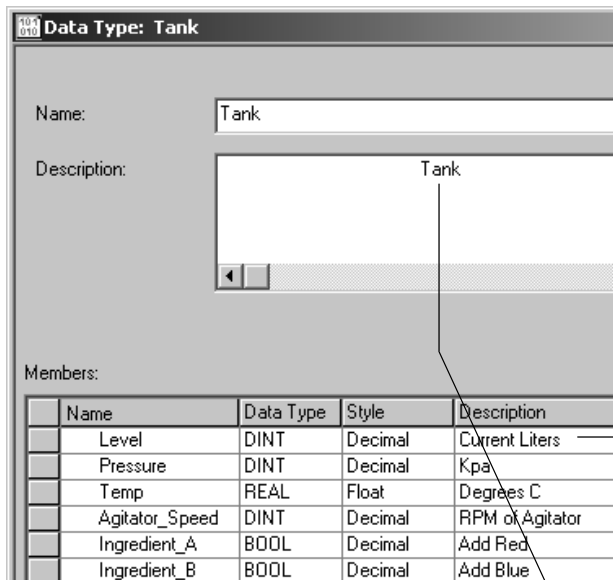 Data Type: Tank
Name: Tank
Description: Tank
Members:
Name Data Type Style Description
Level DINT Decimal Current Liters
Pressure DINT Decimal Kpa
Temp REAL Float Degrees C
Agitator_Speed DINT Decimal RPM of Agitator
Ingredient_A BOOL Decimal Add Red
Ingredient_B BOOL Decimal Add Blue